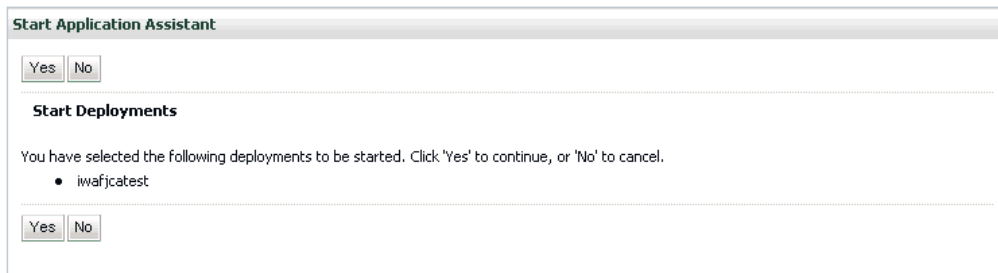 Start Application Assistant
Yes No
Start Deployments
You have selected the following deployments to be started. Click 'Yes' to continue, or 'No' to cancel.
● iwafjcatest
Yes No